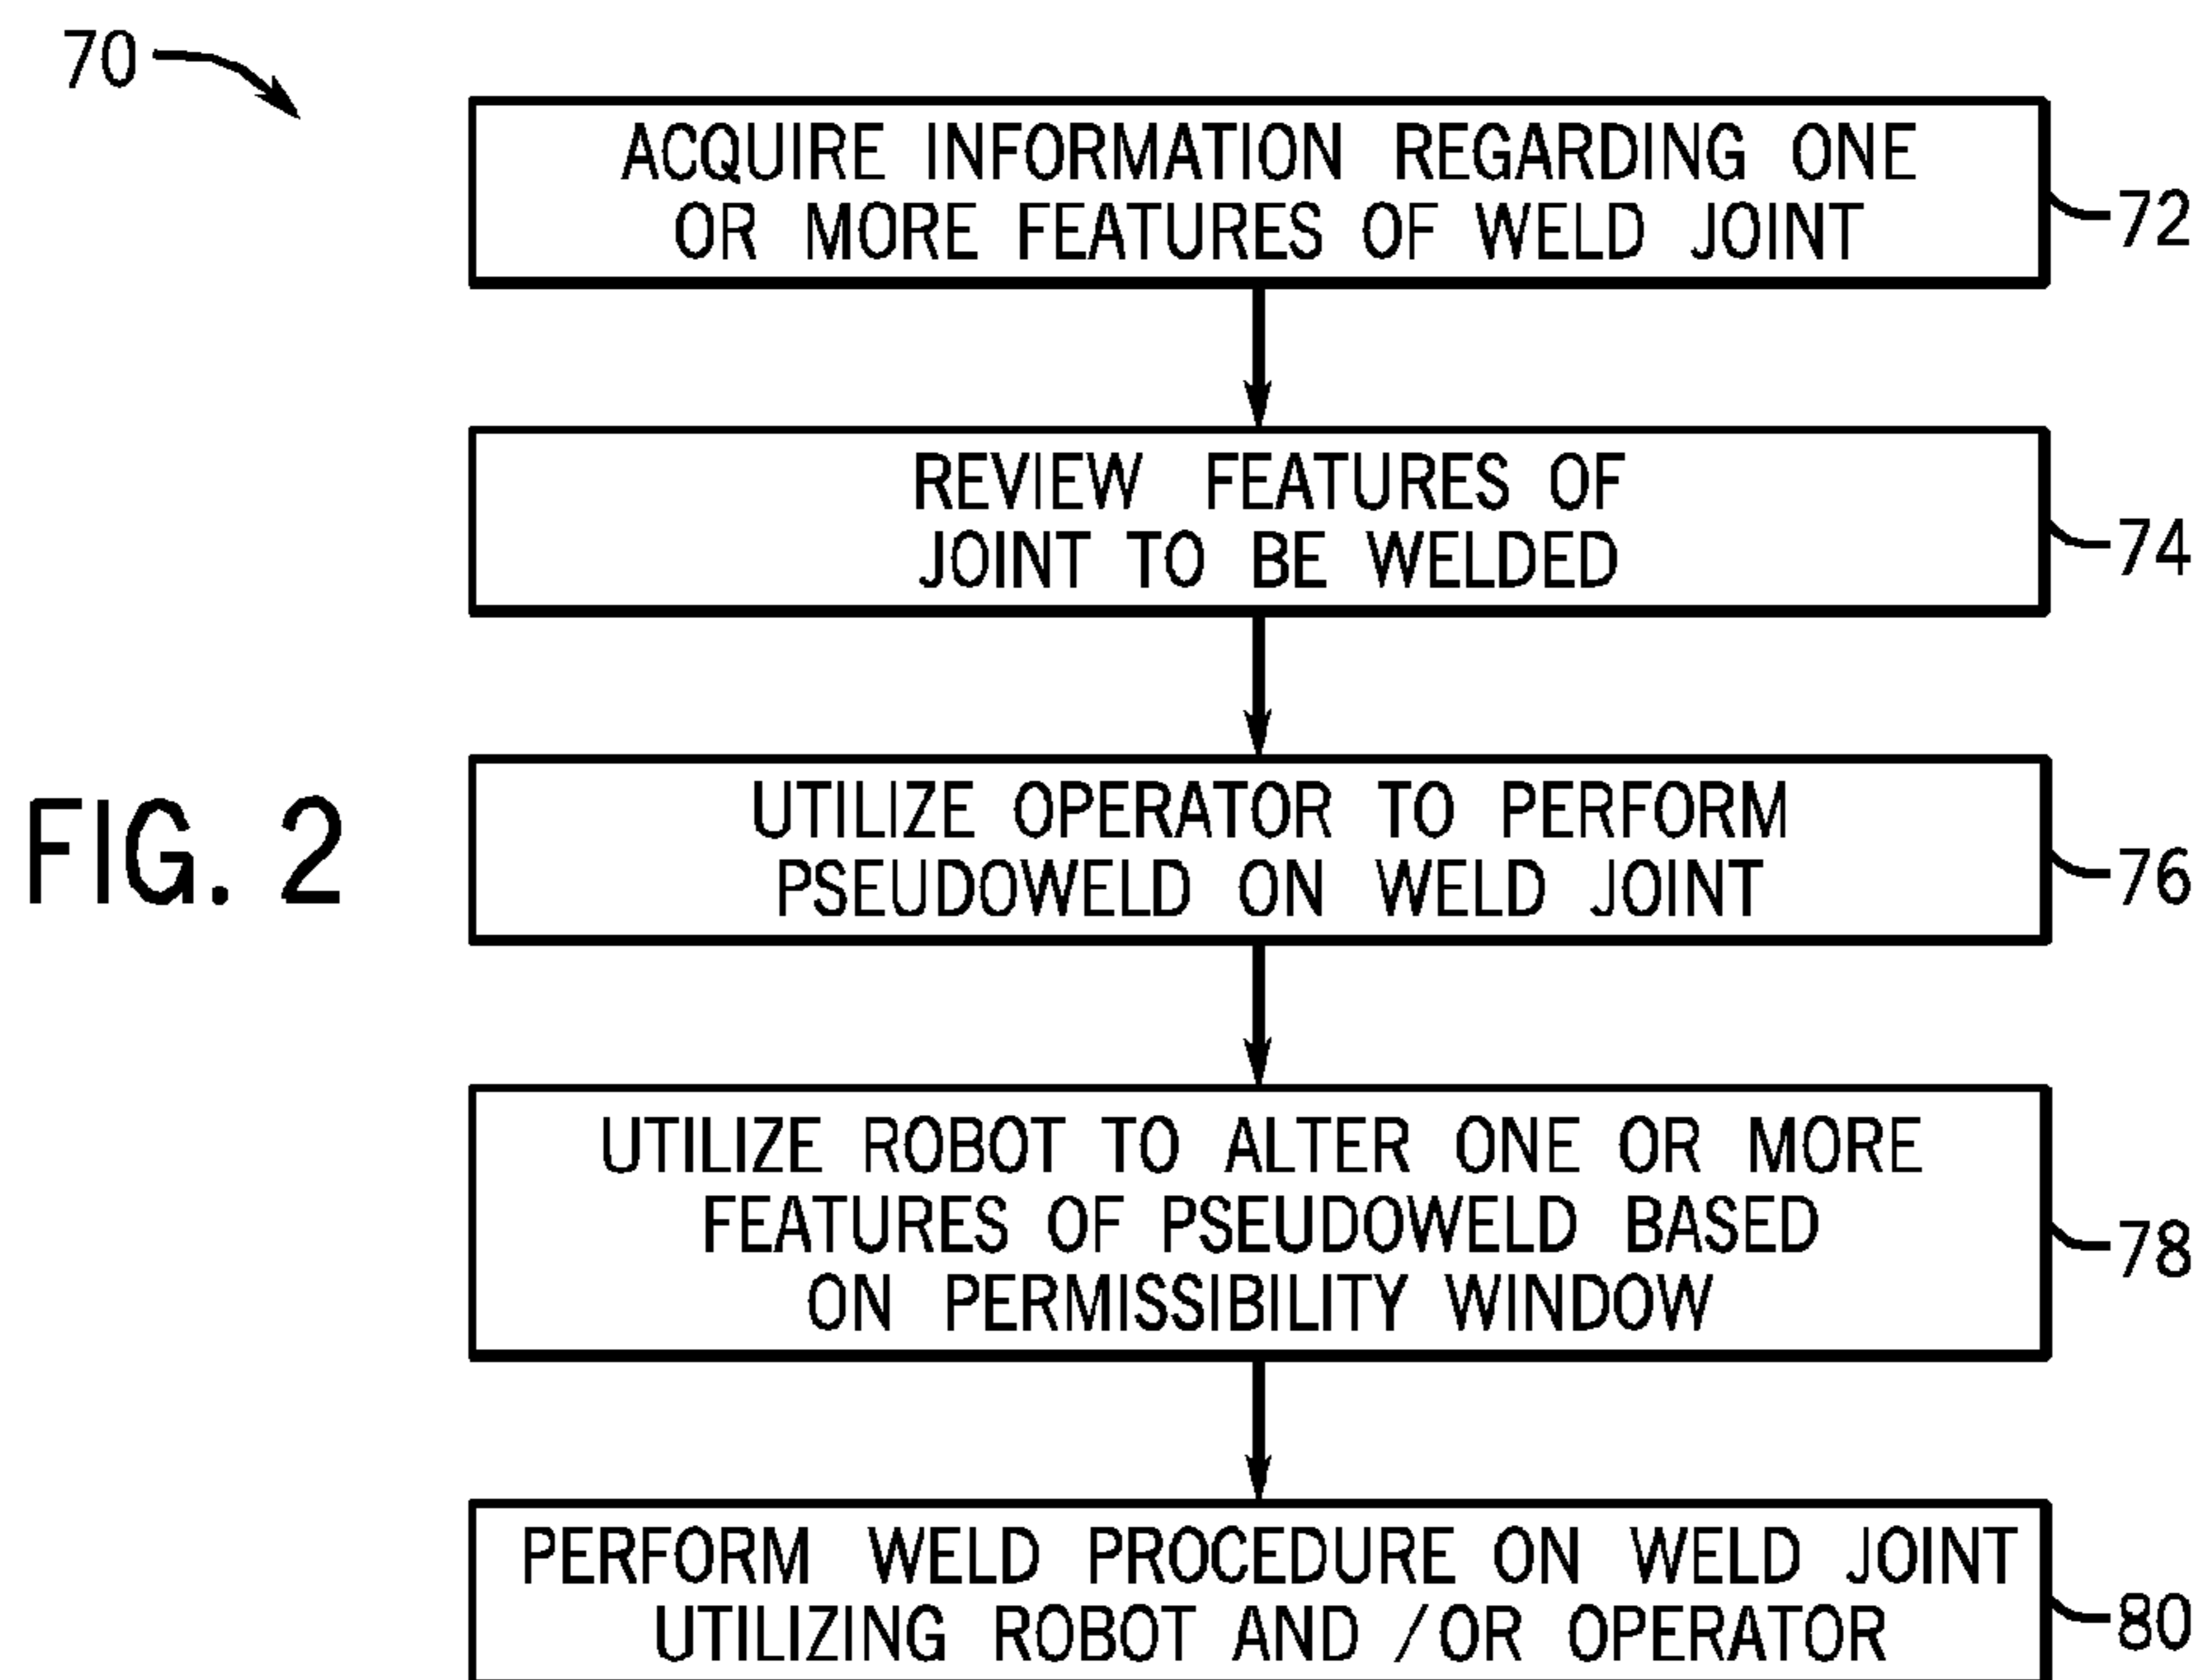 70
ACQUIRE INFORMATION REGARDING ONE
OR MORE FEATURES OF WELD JOINT
72
REVIEW FEATURES OF
JOINT TO BE WELDED
74
FIG. 2
UTILIZE OPERATOR TO PERFORM
PSEUDOWELD ON WELD JOINT
76
UTILIZE ROBOT TO ALTER ONE OR MORE
FEATURES OF PSEUDOWELD BASED
ON PERMISSIBILITY WINDOW
78
PERFORM WELD PROCEDURE ON WELD JOINT
UTILIZING ROBOT AND /OR OPERATOR
80